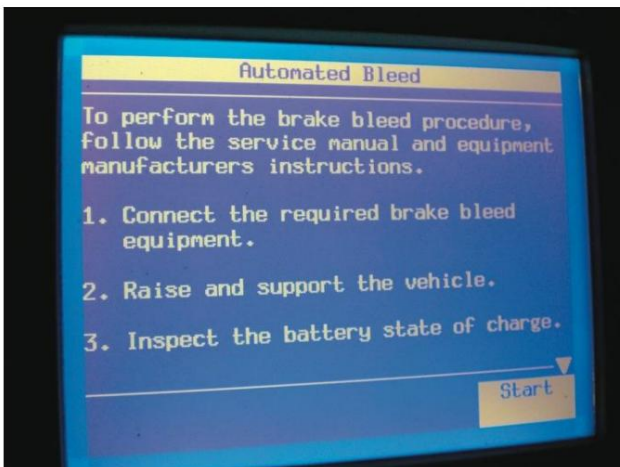 Automated Bleed
To perform the brake bleed procedure,
follow the service manual and equipment
manufacturers instructions.
1. Connect the required brake bleed
equipment.
2. Raise and support the vehicle.
3. Inspect the battery state of charge.
Start